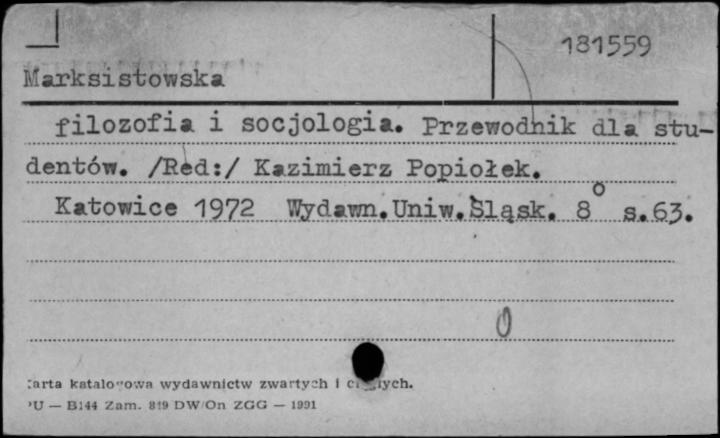 181559
Marksistowska
filozofia i socjologia. Przewodnik dla stu-
dentów. /Red:/ Kazimierz Popiołek.
Katowice 1972 Wydawn.Uniw.Śląsk. 8° s.63.
0
karta katalogowa wydawnictw zwartych i ciągłych.
PU — B144 Zam. 819 DW/On ZGG — 1991